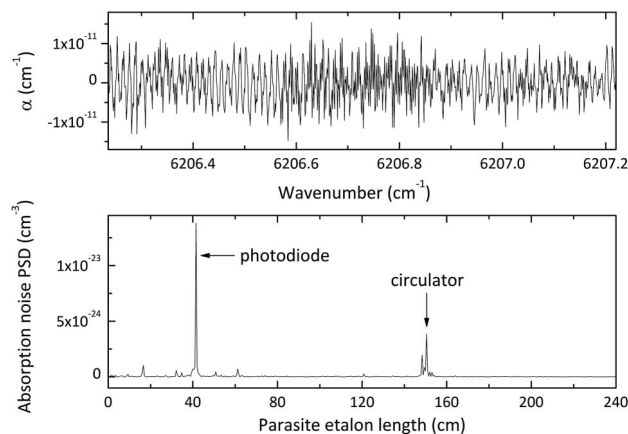 1x10⁻¹¹
0
-1x10⁻¹¹
α (cm⁻¹)
6206.4 6206.6 6206.8 6207.0 6207.2
Wavenumber (cm⁻¹)
Absorption noise PSD (cm⁻³)
1x10⁻²³
5x10⁻²⁴
0
photodiode
circulator
0 40 80 120 160 200 240
Parasite etalon length (cm)